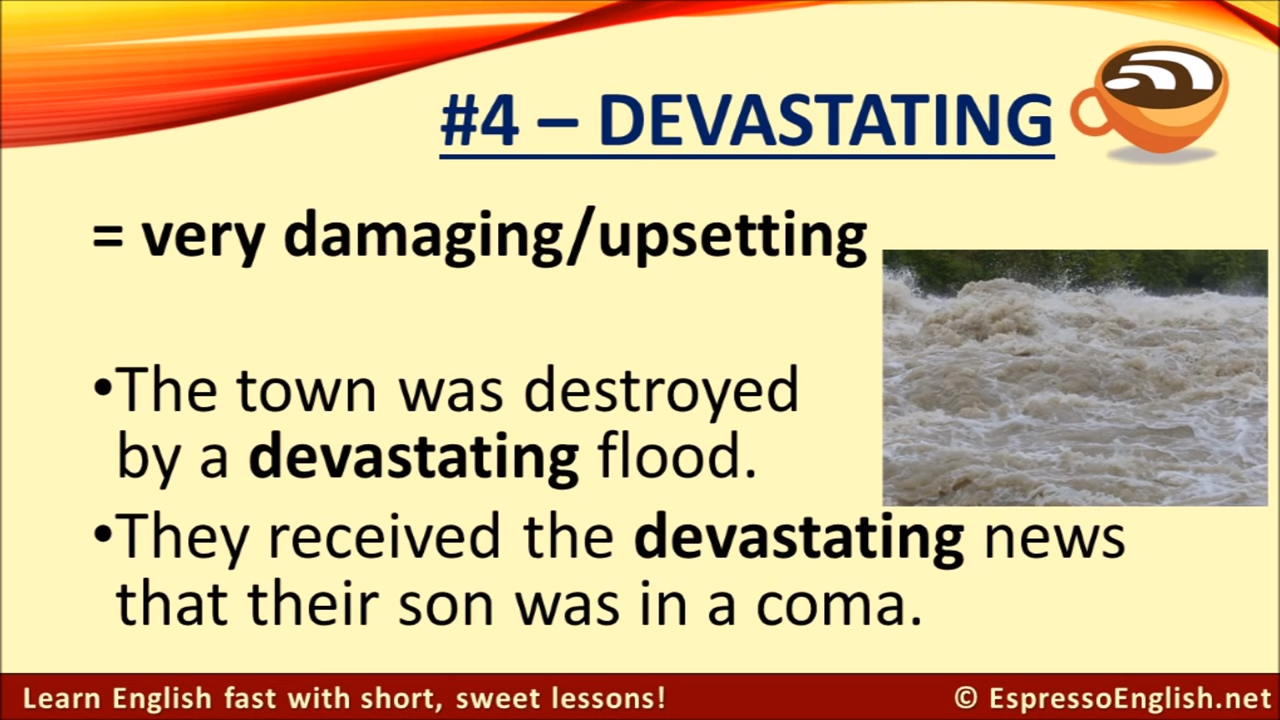 #4 – DEVASTATING
= very damaging/upsetting
•The town was destroyed
by a devastating flood.
•They received the devastating news
that their son was in a coma.
Learn English fast with short, sweet lessons!
© EspressoEnglish.net